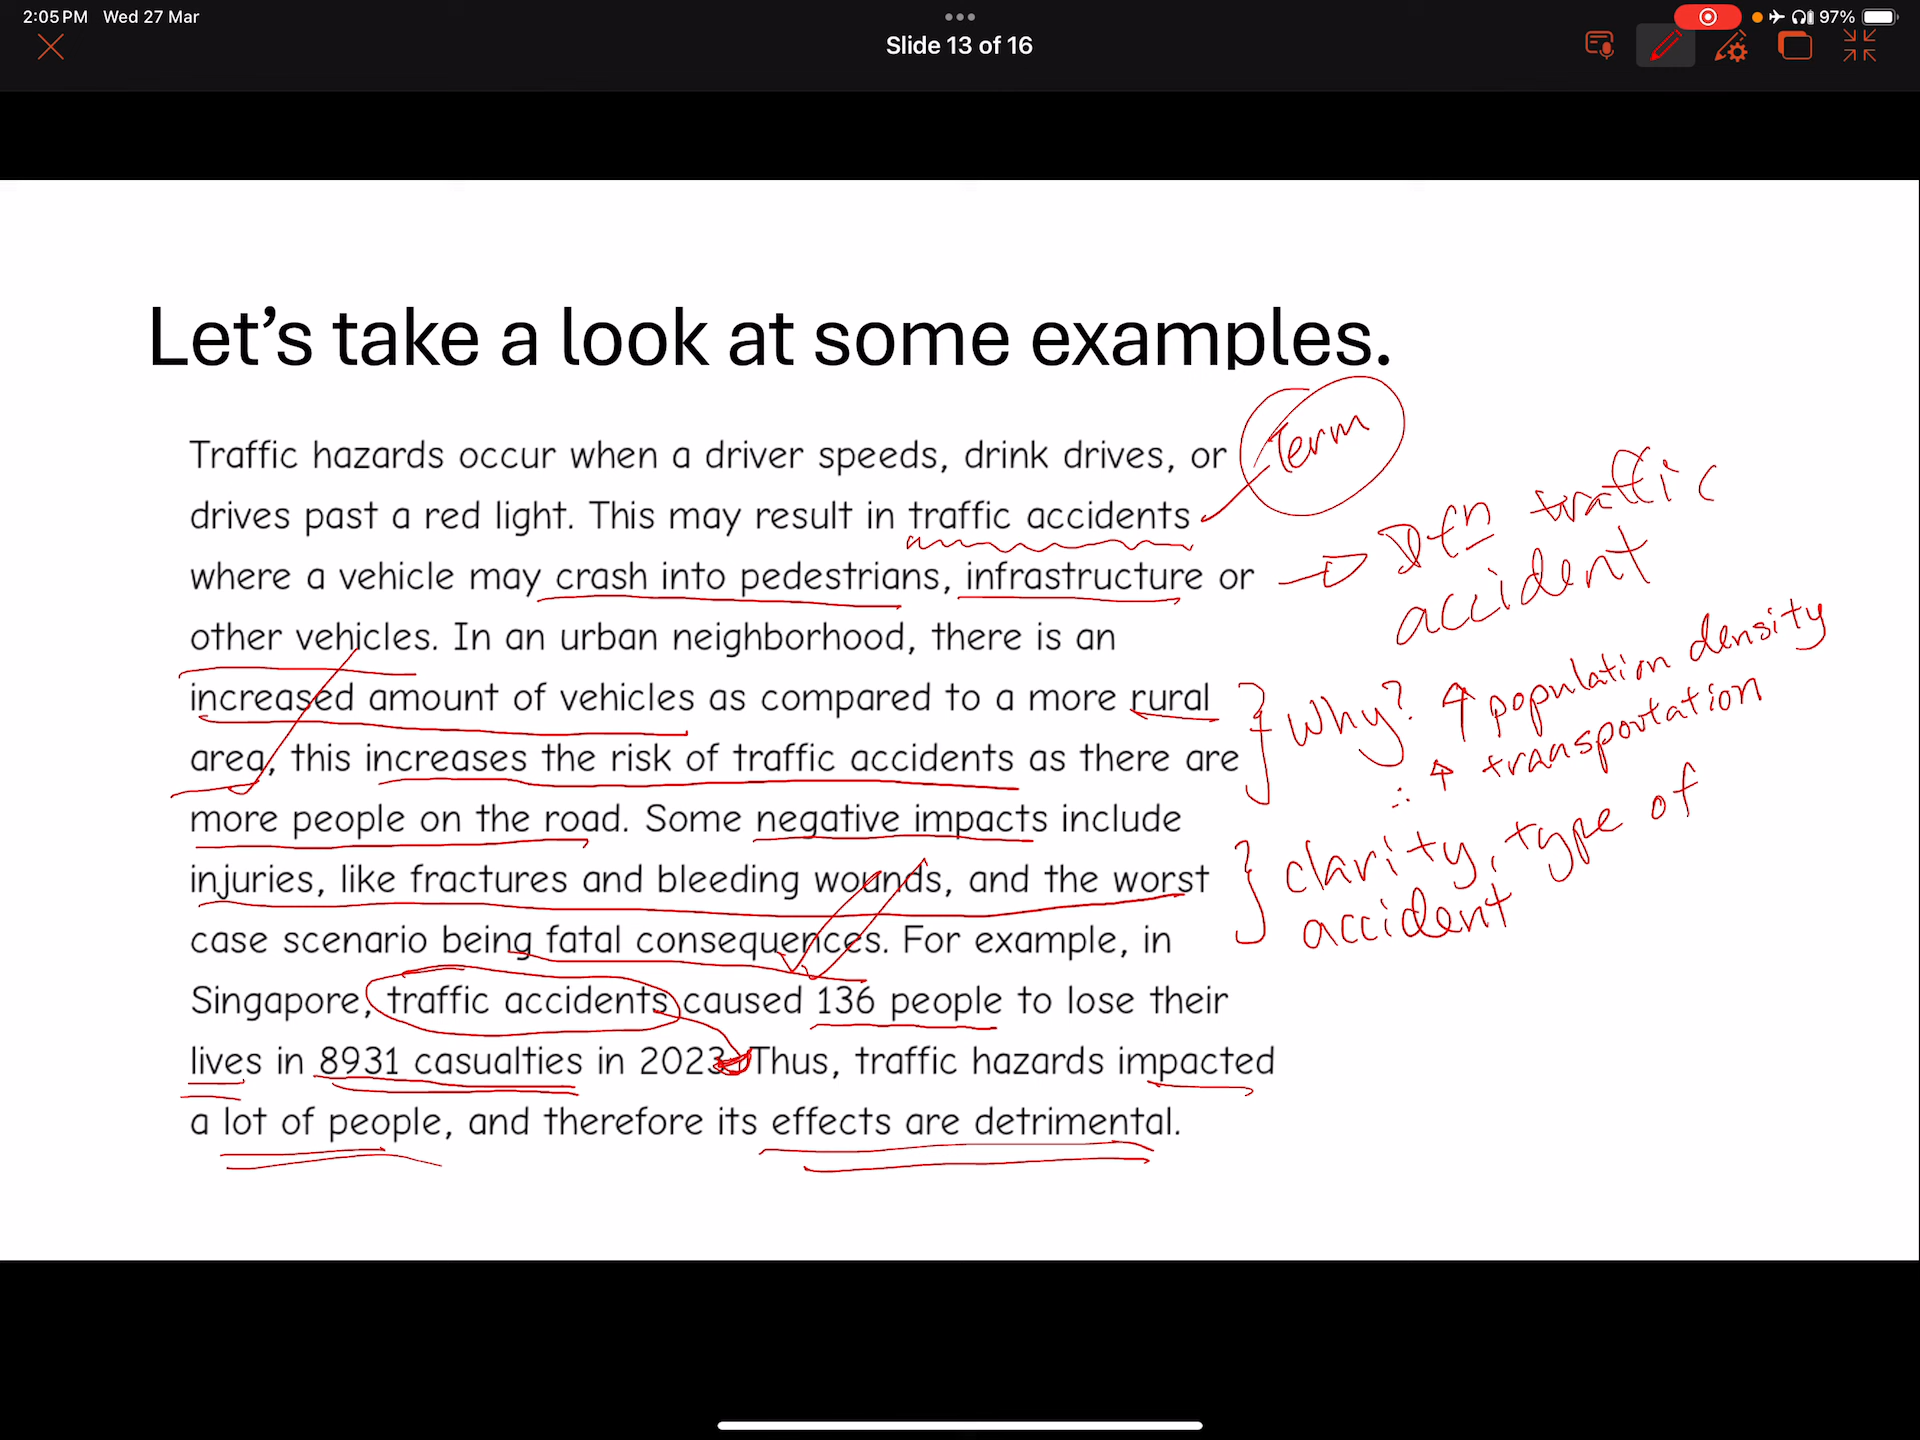 2:05 PM Wed 27 Mar
97%
Slide 13 of 16
Let's take a look at some examples.
Traffic hazards occur when a driver speeds, drink drives, or
drives past a red light. This may result in traffic accidents
where a vehicle may crash into pedestrians, infrastructure or
other vehicles. In an urban neighborhood, there is an
increased amount of vehicles as compared to a more rural
area, this increases the risk of traffic accidents as there are
more people on the road. Some negative impacts include
injuries, like fractures and bleeding wounds, and the worst
case scenario being fatal consequences. For example, in
Singapore, traffic accidents caused 136 people to lose their
lives in 8931 casualties in 2023. Thus, traffic hazards impacted
a lot of people, and therefore its effects are detrimental.
Term
→ Dfn traffic
accident
Why? ↑ population density
∴ ↑ transportation
clarity, type of
accident